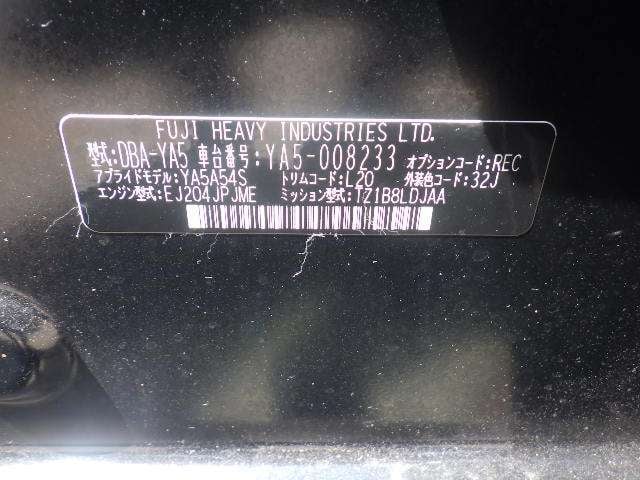 FUJI HEAVY INDUSTRIES LTD.
型式:DBA-YA5 車台番号:YA5-008233 オプションコード:REC
アプライドモデル:YA5A54S トリムコード:L20 外装色コード:32J
エンジン型式:EJ204JPJME ミッション型式:TZ1B8LDJAA